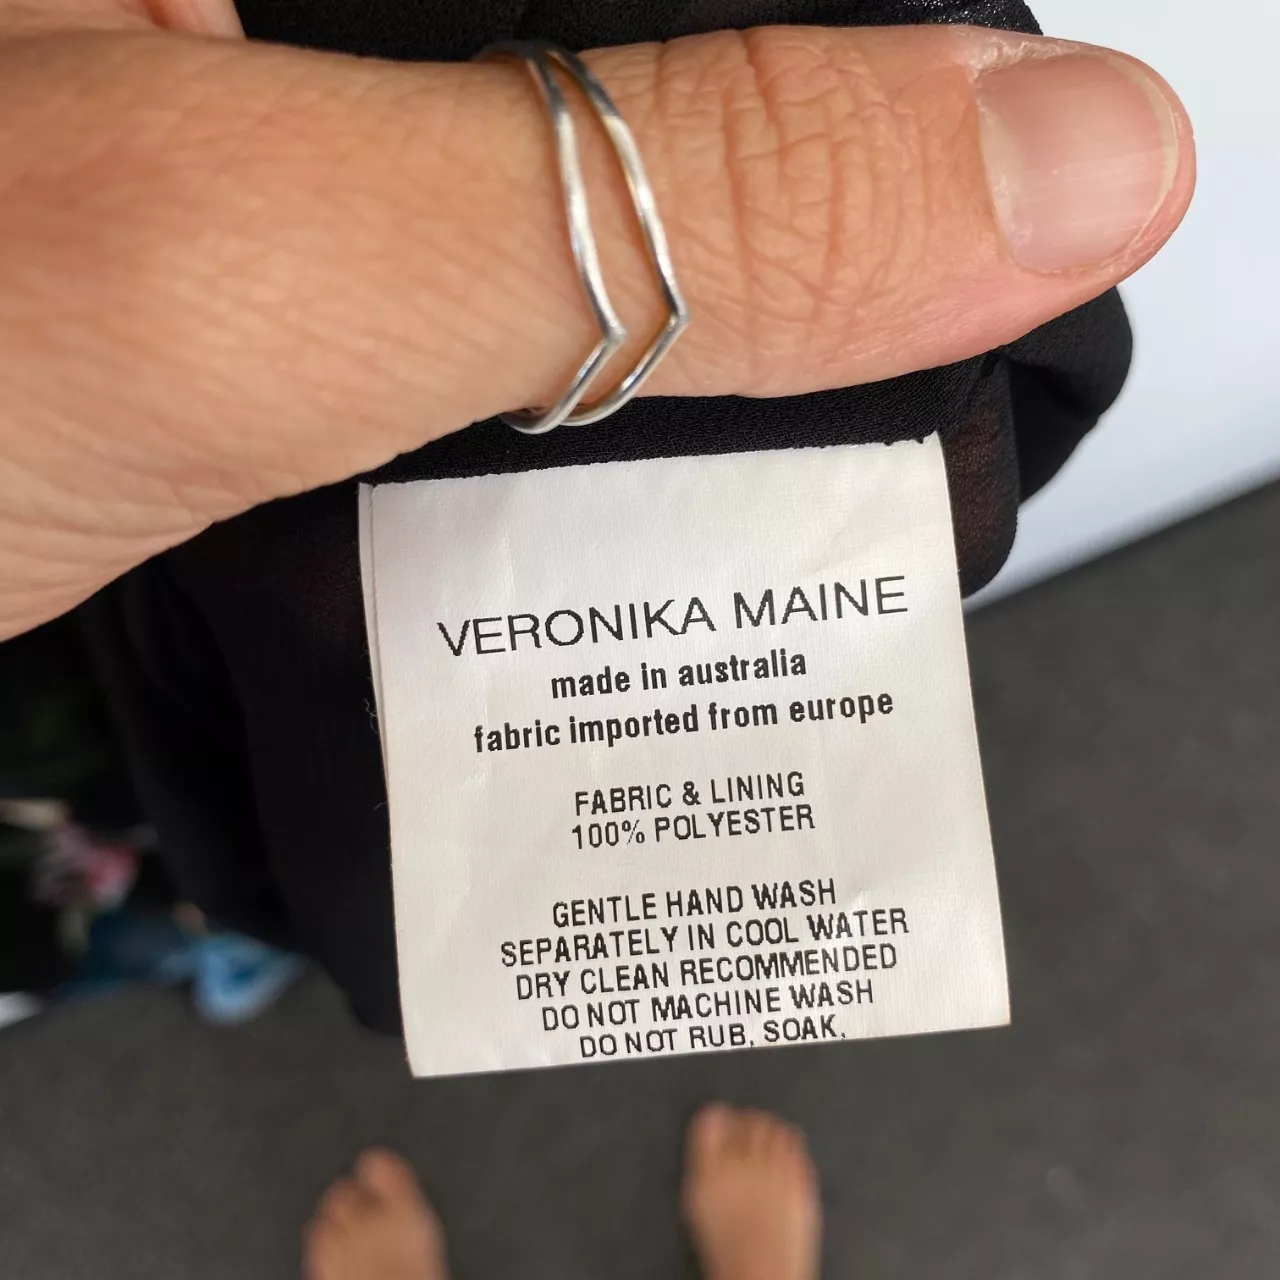 VERONIKA MAINE
made in australia
fabric imported from europe
FABRIC & LINING
100% POLYESTER
GENTLE HAND WASH
SEPARATELY IN COOL WATER
DRY CLEAN RECOMMENDED
DO NOT MACHINE WASH
DO NOT RUB, SOAK,